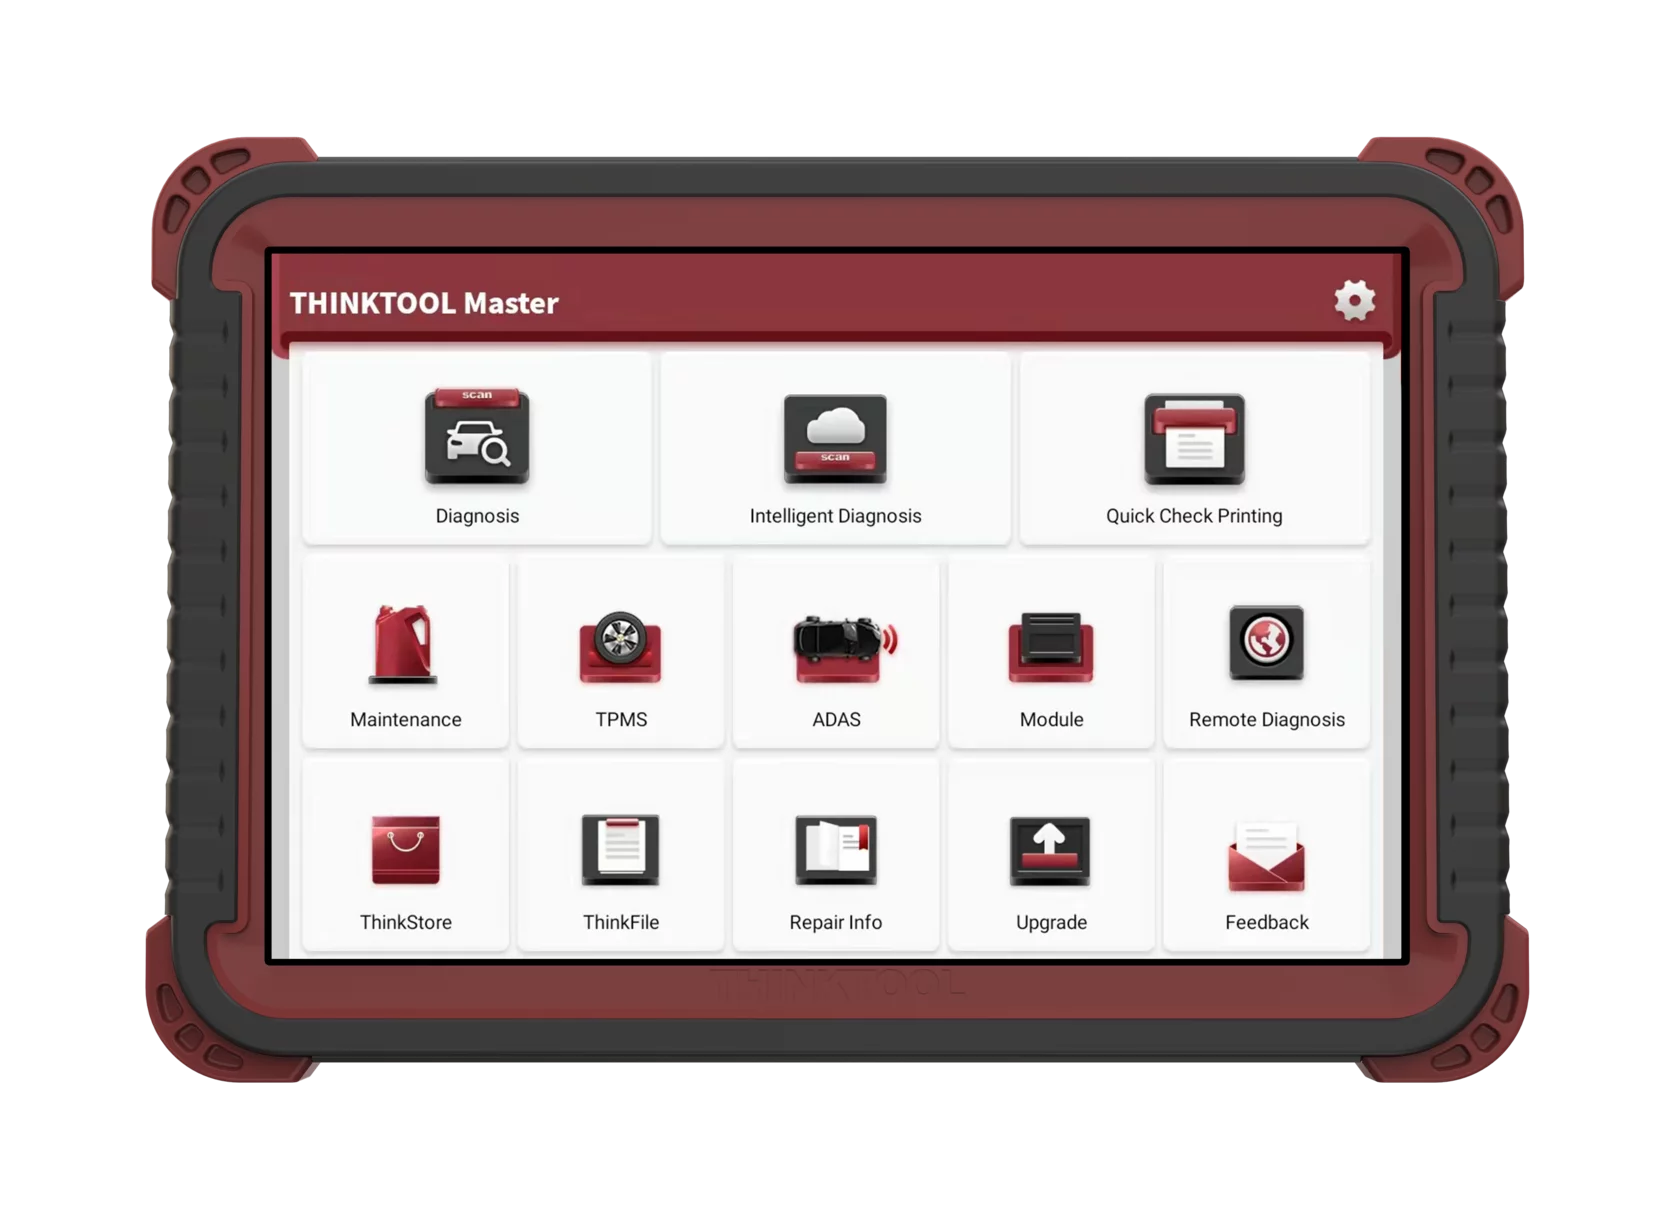 THINKTOOL Master
scan
scan
Diagnosis
Intelligent Diagnosis
Quick Check Printing
Maintenance
TPMS
ADAS
Module
Remote Diagnosis
ThinkStore
ThinkFile
Repair Info
Upgrade
Feedback
THINKTOOL